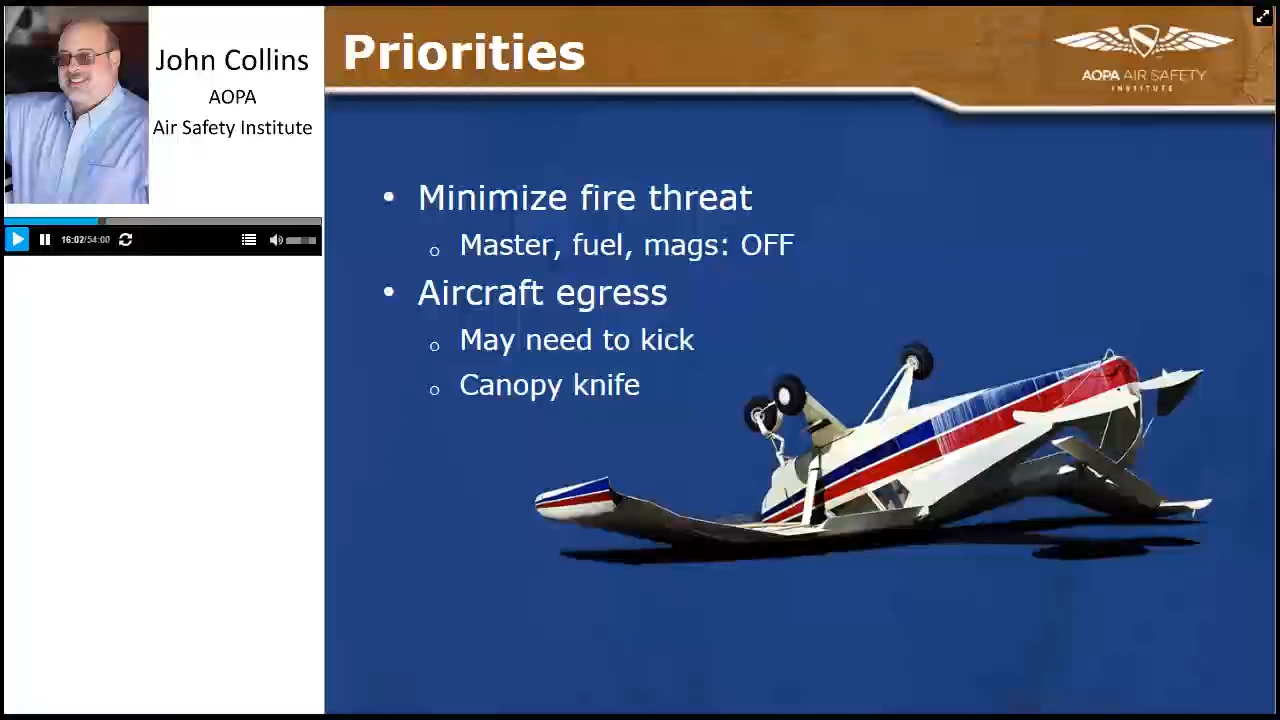 John Collins
AOPA
Air Safety Institute
16:02/54:00
Priorities
AOPA AIR SAFETY
INSTITUTE
• Minimize fire threat
o Master, fuel, mags: OFF
• Aircraft egress
o May need to kick
o Canopy knife